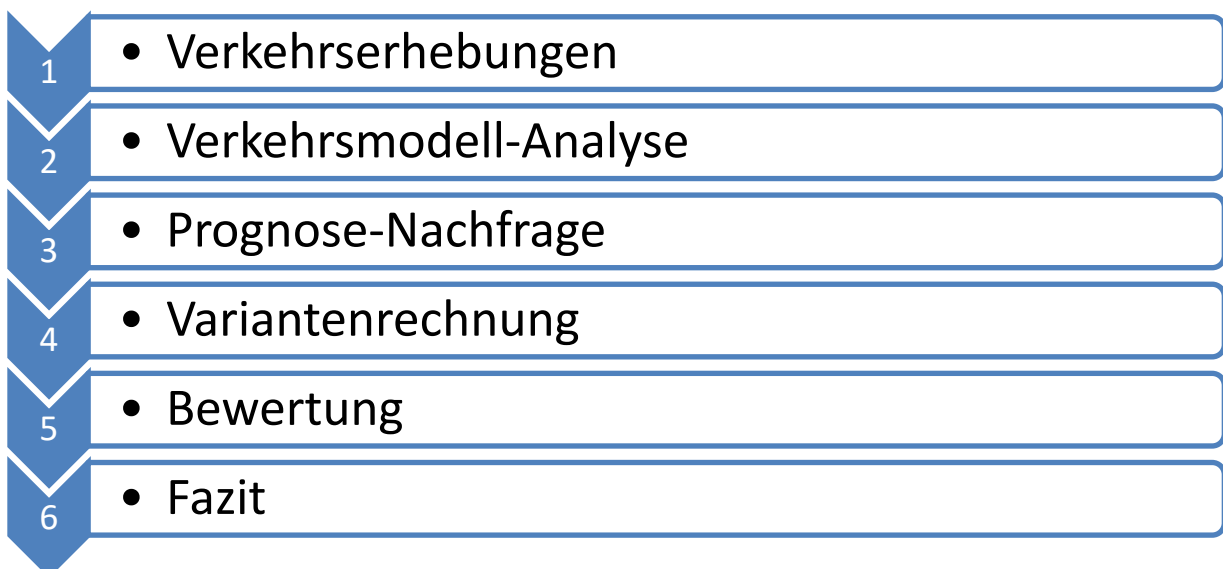 1 • Verkehrserhebungen
2 • Verkehrsmodell-Analyse
3 • Prognose-Nachfrage
4 • Variantenrechnung
5 • Bewertung
6 • Fazit